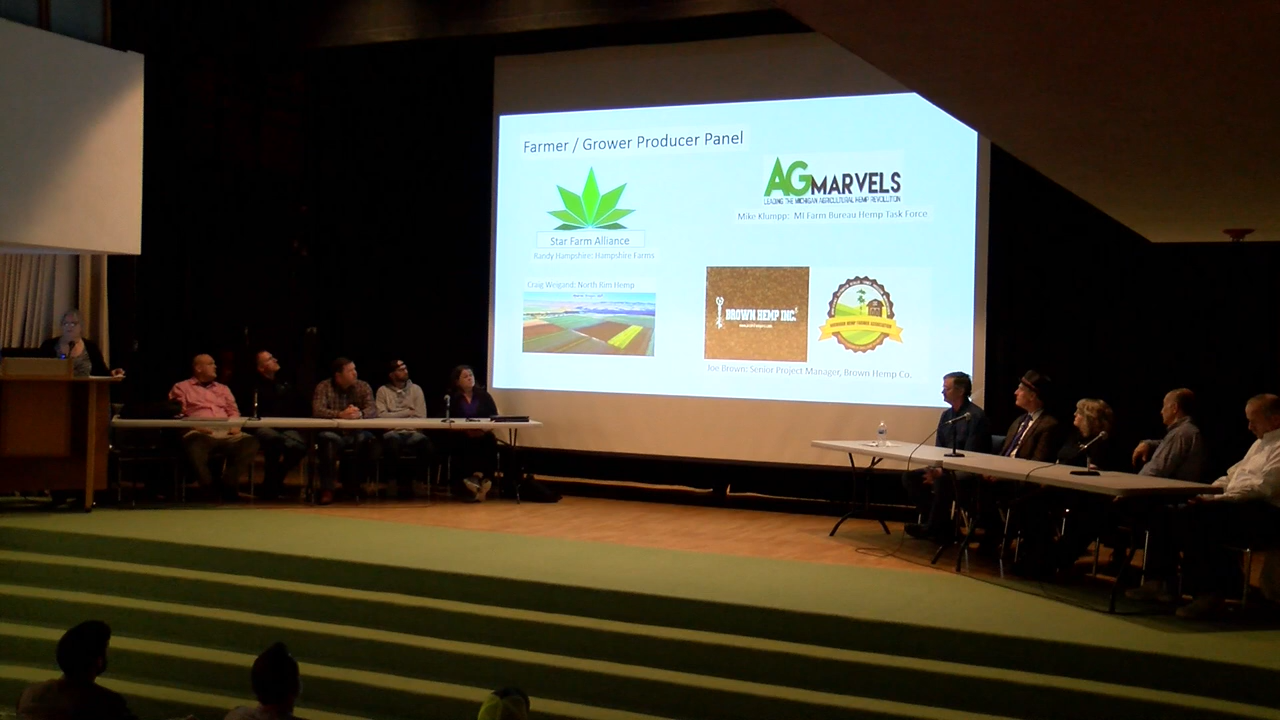 Farmer / Grower Producer Panel
AGMARVELS
LEADING THE MICHIGAN AGRICULTURAL HEMP REVOLUTION
Mike Klumpp: MI Farm Bureau Hemp Task Force
Star Farm Alliance
Randy Hampshire: Hampshire Farms
Craig Weigand: North Kim Hemp
BROWN HEMP INC.
Joe Brown: Senior Project Manager, Brown Hemp Co.